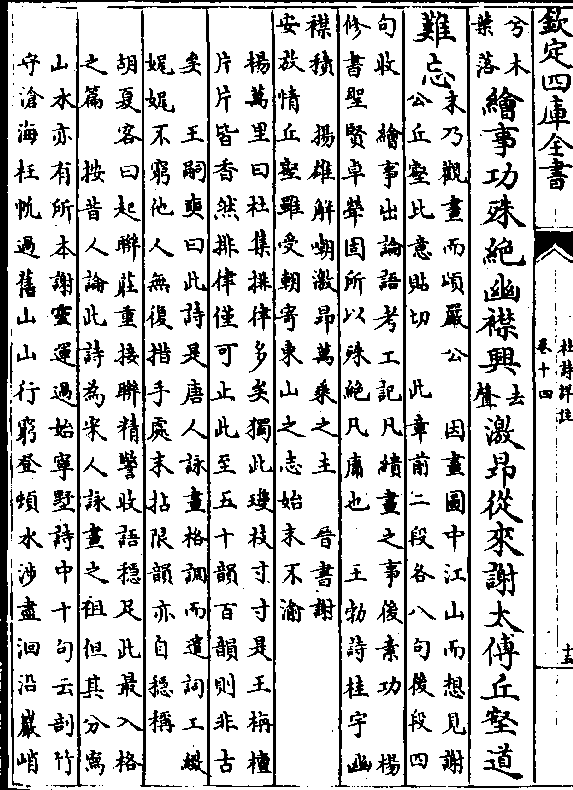 欽定四庫全書
杜詩詳註
卷十四
兮木
葉落
繪事功殊絕幽襟興
去
聲
激昂從來謝太傅丘壑道
難忘
末乃觀畫而頌嚴公 因畫圖中江山而想見謝
公丘壑此意貼切 此章前二段各八句後段四
句收 繪事出論語考工記凡繢畫之事後素功 楊
修書聖賢卓犖固所以殊絕凡庸也 王勃詩桂宇幽
襟積 揚雄解嘲激昂萬乘之主 晉書謝
安放情丘壑雖受朝寄東山之志始末不渝
楊萬里曰杜集排律多矣獨此瓊枝寸寸是玉栴檀
片片皆香然排律僅可止此至五十韻百韻則非古
矣 王嗣奭曰此詩是唐人詠畫格調而遣詞工緻
娓娓不窮他人無復措手處末拈限韻亦自穩稱
胡夏客曰起聯莊重接聯精警收語穩足此最入格
之篇 按昔人論此詩為宋人詠畫之祖但其分寫
山水亦有所本謝靈運過始寧墅詩中十句云剖竹
守滄海枉帆過舊山山行窮登頓水涉盡洄沿巖峭